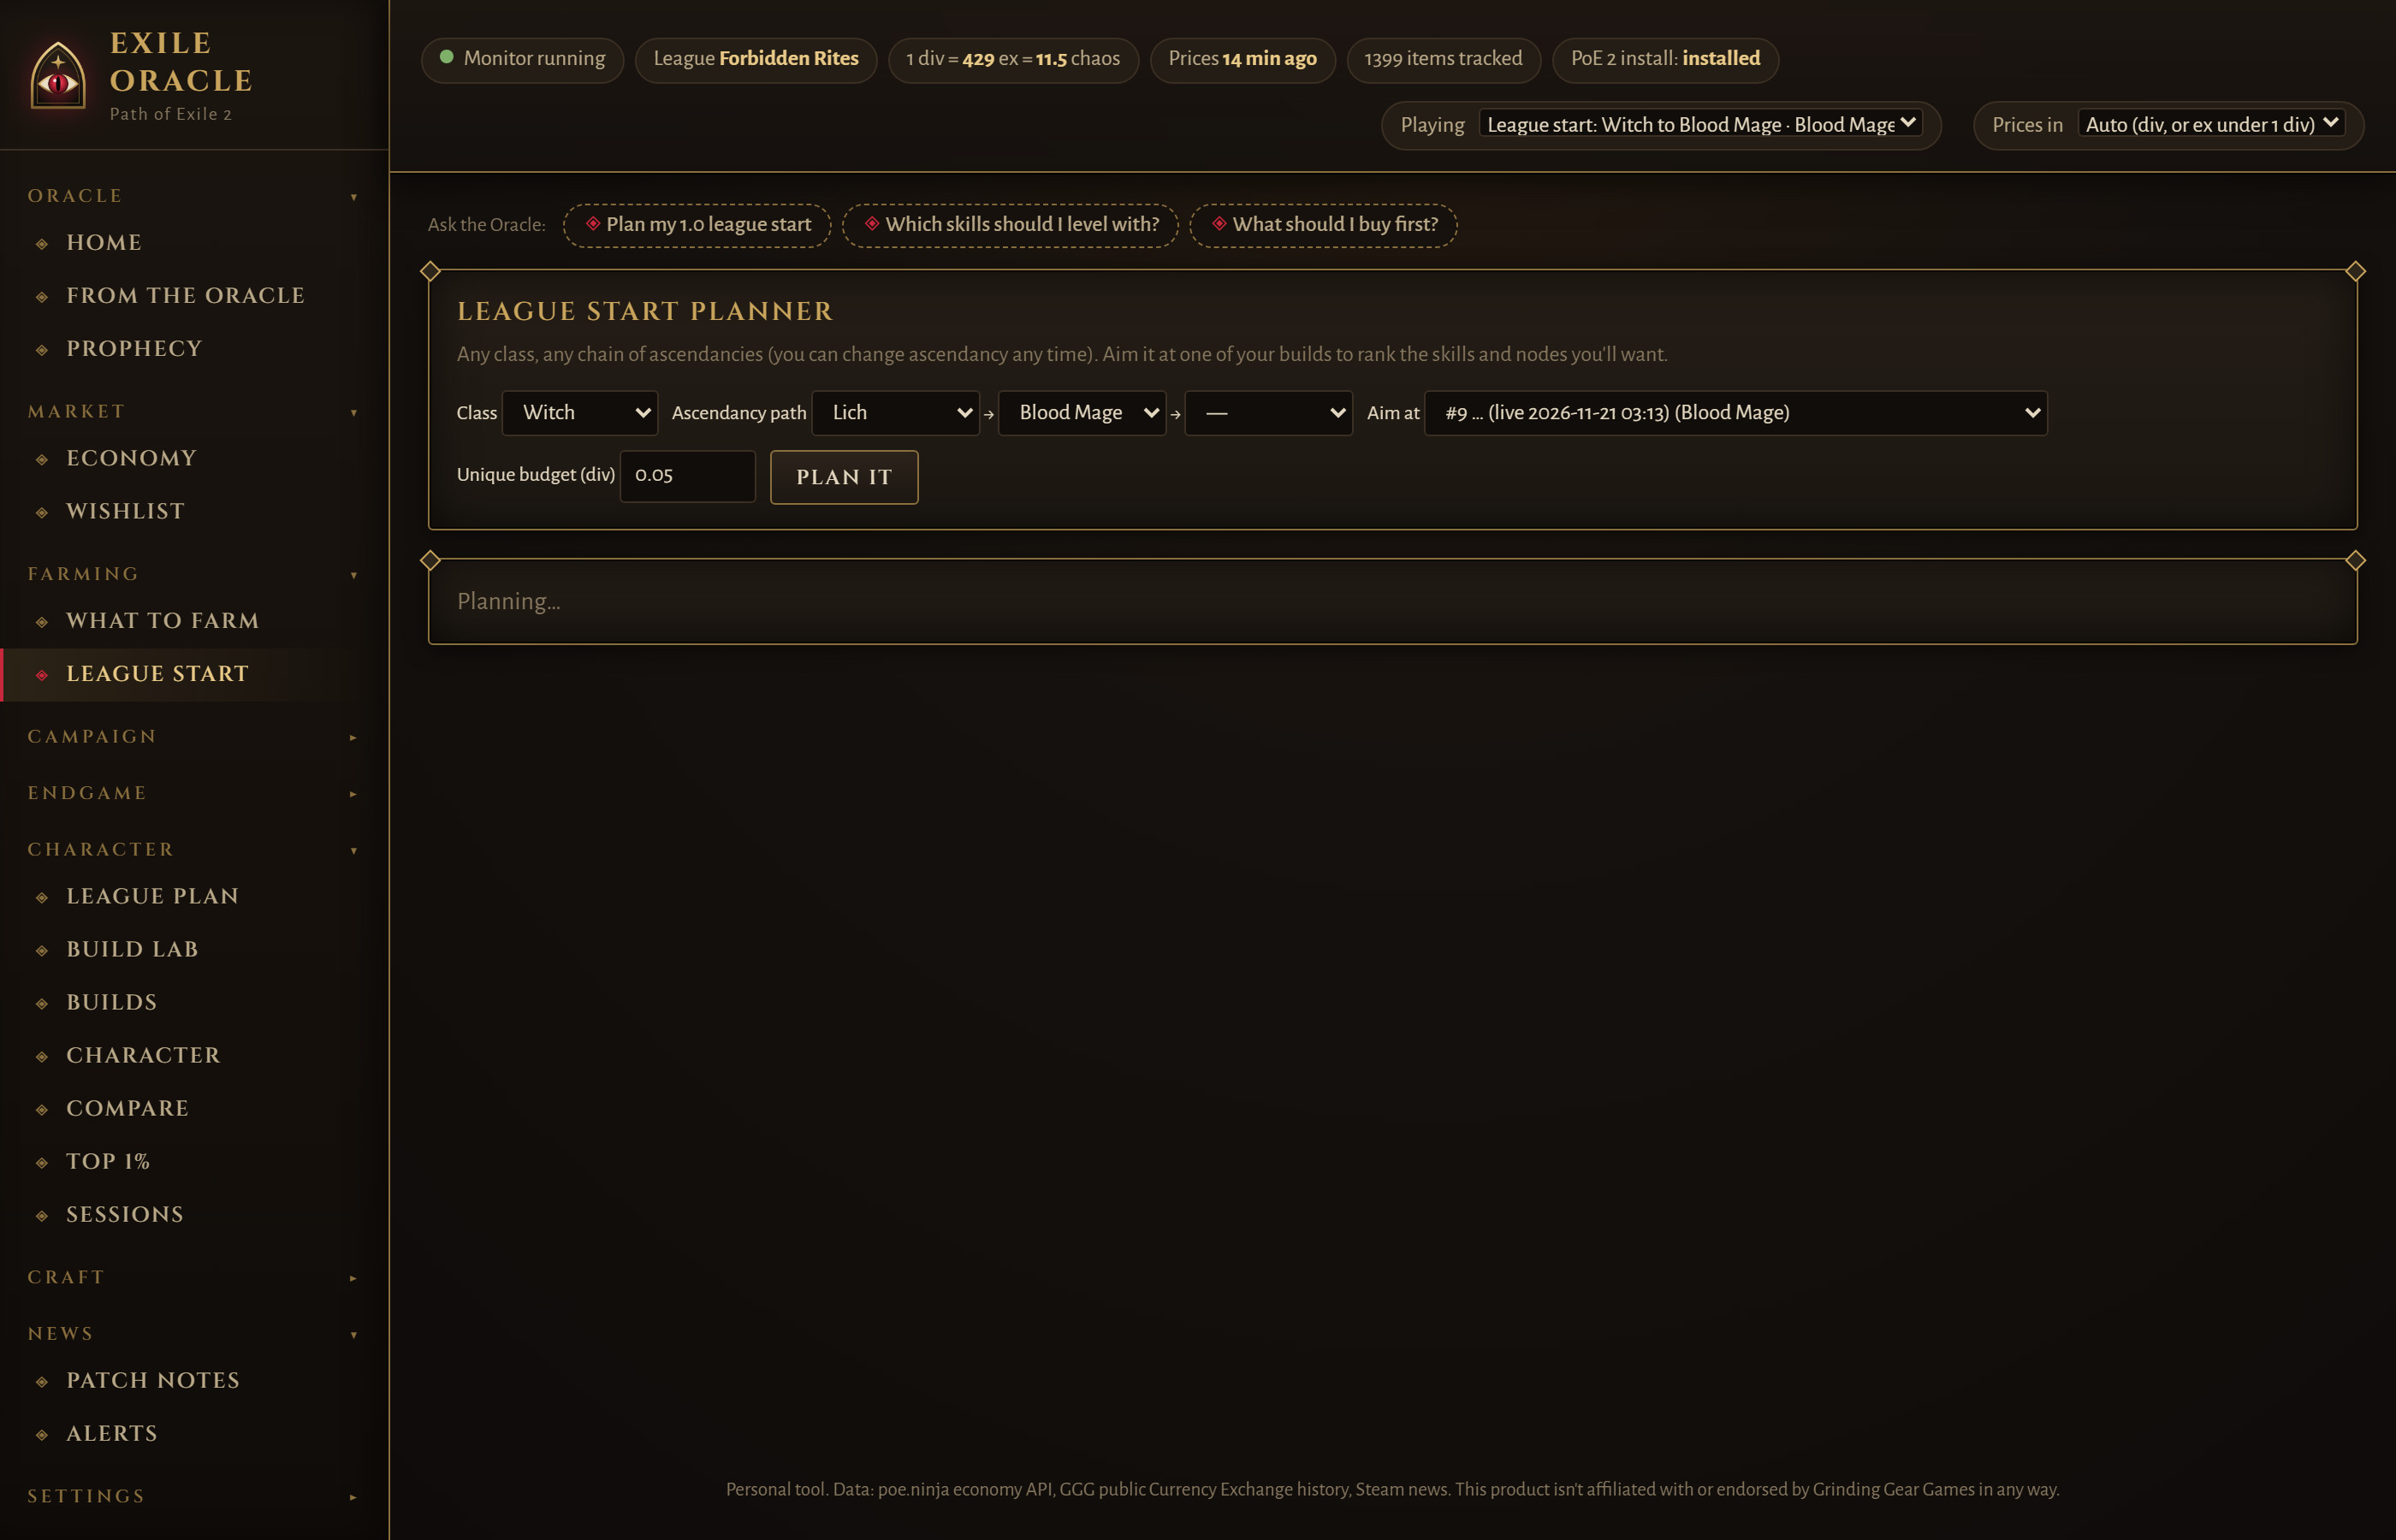 EXILE
ORACLE
Path of Exile 2
ORACLE
HOME
FROM THE ORACLE
PROPHECY
MARKET
ECONOMY
WISHLIST
FARMING
WHAT TO FARM
LEAGUE START
CAMPAIGN
ENDGAME
CHARACTER
LEAGUE PLAN
BUILD LAB
BUILDS
CHARACTER
COMPARE
TOP 1%
SESSIONS
CRAFT
NEWS
PATCH NOTES
ALERTS
SETTINGS
Monitor running
League Forbidden Rites
1 div = 429 ex = 11.5 chaos
Prices 14 min ago
1399 items tracked
PoE 2 install: installed
Playing League start: Witch to Blood Mage · Blood Mage
Prices in Auto (div, or ex under 1 div)
Ask the Oracle: Plan my 1.0 league start Which skills should I level with? What should I buy first?
LEAGUE START PLANNER
Any class, any chain of ascendancies (you can change ascendancy any time). Aim it at one of your builds to rank the skills and nodes you'll want.
Class Witch Ascendancy path Lich → Blood Mage → — Aim at #9 ... (live 2026-11-21 03:13) (Blood Mage)
Unique budget (div) 0.05 PLAN IT
Planning...
Personal tool. Data: poe.ninja economy API, GGG public Currency Exchange history, Steam news. This product isn't affiliated with or endorsed by Grinding Gear Games in any way.